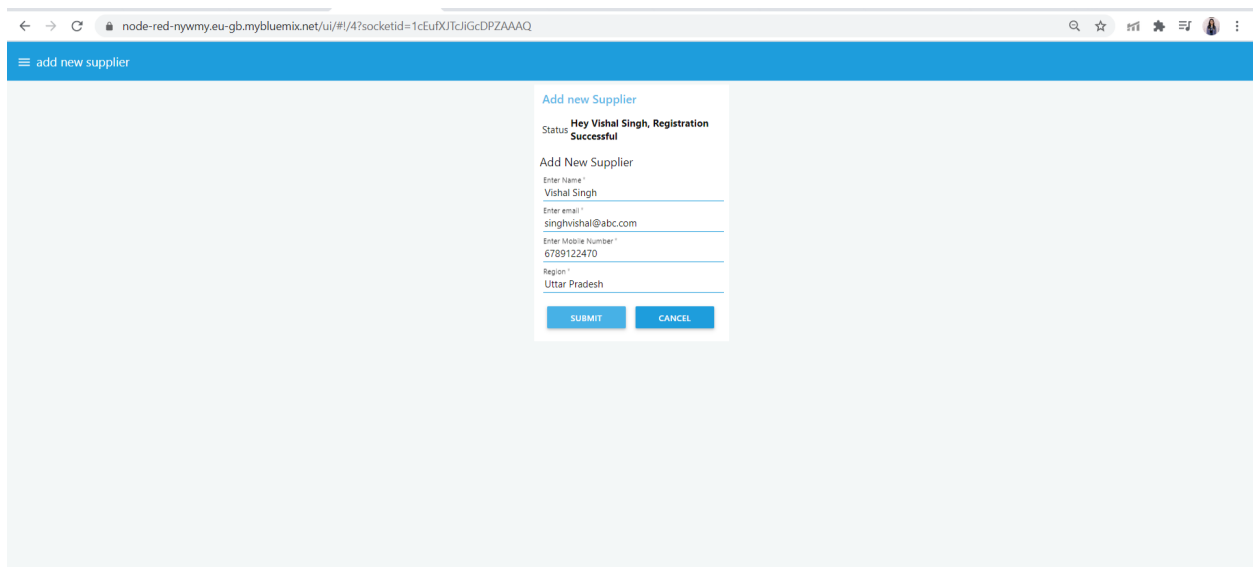 node-red-nywmy.eu-gb.mybluemix.net/ui/#!/4?socketid=1cEufXJTcJiGcDPZAAAQ
add new supplier
Add new Supplier
Status Hey Vishal Singh, Registration
Successful
Add New Supplier
Enter Name *
Vishal Singh
Enter email *
singhvishal@abc.com
Enter Mobile Number *
6789122470
Region *
Uttar Pradesh
SUBMIT CANCEL